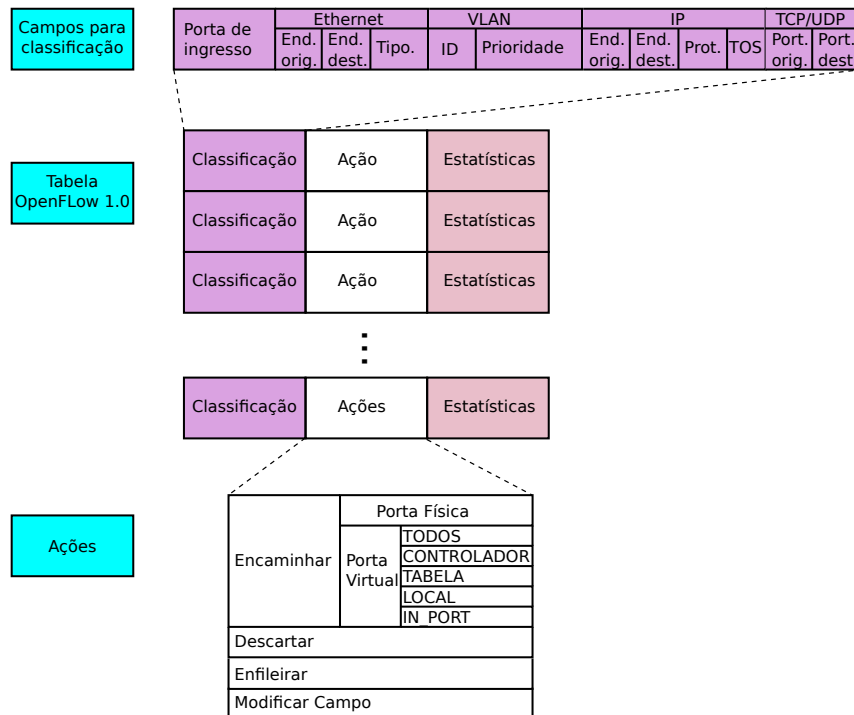 Campos para
classificação
Porta de
ingresso
Ethernet
VLAN
IP
TCP/UDP
End.
orig.
End.
dest.
Tipo.
ID
Prioridade
End.
orig.
End.
dest.
Prot.
TOS
Port.
orig.
Port.
dest.
Tabela
OpenFLow 1.0
Classificação
Ação
Estatísticas
Classificação
Ação
Estatísticas
Classificação
Ação
Estatísticas
Classificação
Ações
Estatísticas
Ações
Encaminhar
Porta Física
Porta
Virtual
TODOS
CONTROLADOR
TABELA
LOCAL
IN_PORT
Descartar
Enfileirar
Modificar Campo